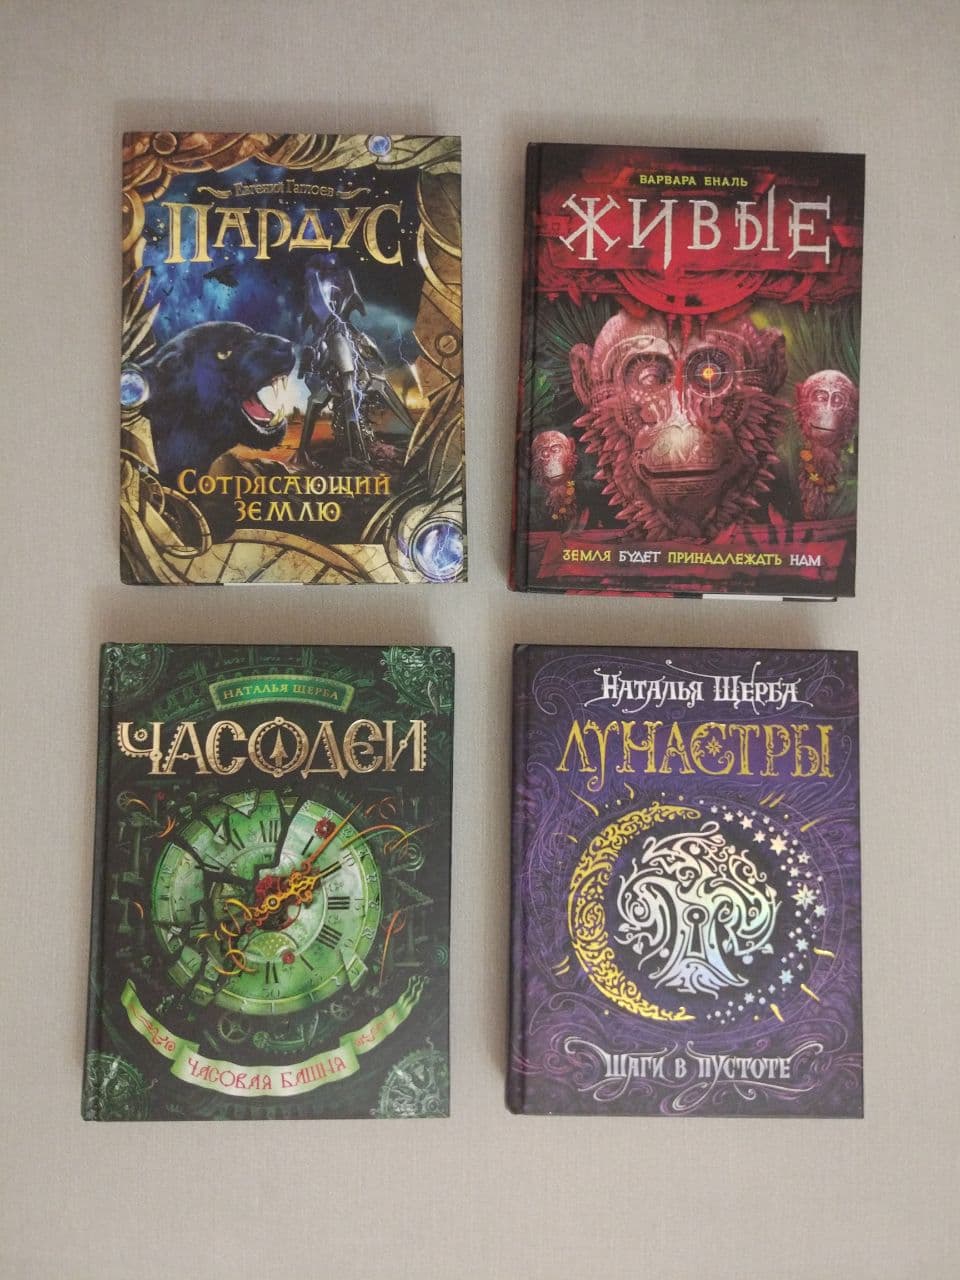 Евгений Гаглоев
ПАРДУС
СОТРЯСАЮЩИЙ
ЗЕМЛЮ
ВАРВАРА ЕНАЛЬ
ЖИВЫЕ
ЗЕМЛЯ БУДЕТ ПРИНАДЛЕЖАТЬ НАМ
НАТАЛЬЯ ЩЕРБА
ЧАСОДЕИ
ЧАСОВАЯ БАШНЯ
НАТАЛЬЯ ЩЕРБА
ЛУНАСТРЫ
ШАГИ В ПУСТОТЕ